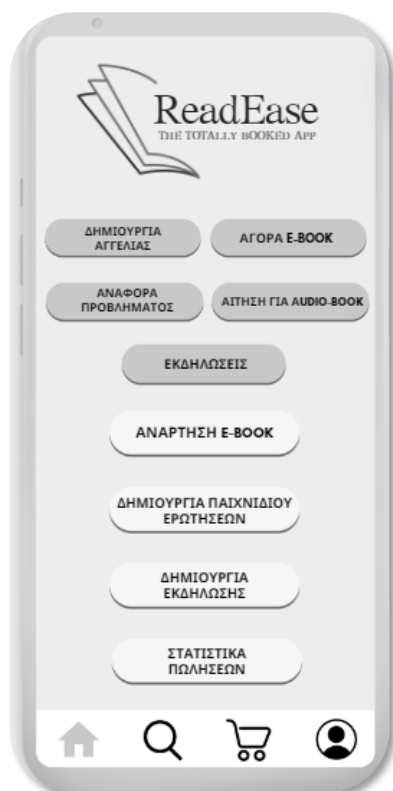 ReadEase
THE TOTALLY BOOKED APP
ΔΗΜΙΟΥΡΓΙΑ
ΑΓΓΕΛΙΑΣ
ΑΓΟΡΑ E-BOOK
ΑΝΑΦΟΡΑ
ΠΡΟΒΛΗΜΑΤΟΣ
ΑΙΤΗΣΗ ΓΙΑ AUDIO-BOOK
ΕΚΔΗΛΩΣΕΙΣ
ΑΝΑΡΤΗΣΗ E-BOOK
ΔΗΜΙΟΥΡΓΙΑ ΠΑΙΧΝΙΔΙΟΥ
ΕΡΩΤΗΣΕΩΝ
ΔΗΜΙΟΥΡΓΙΑ
ΕΚΔΗΛΩΣΗΣ
ΣΤΑΤΙΣΤΙΚΑ
ΠΩΛΗΣΕΩΝ